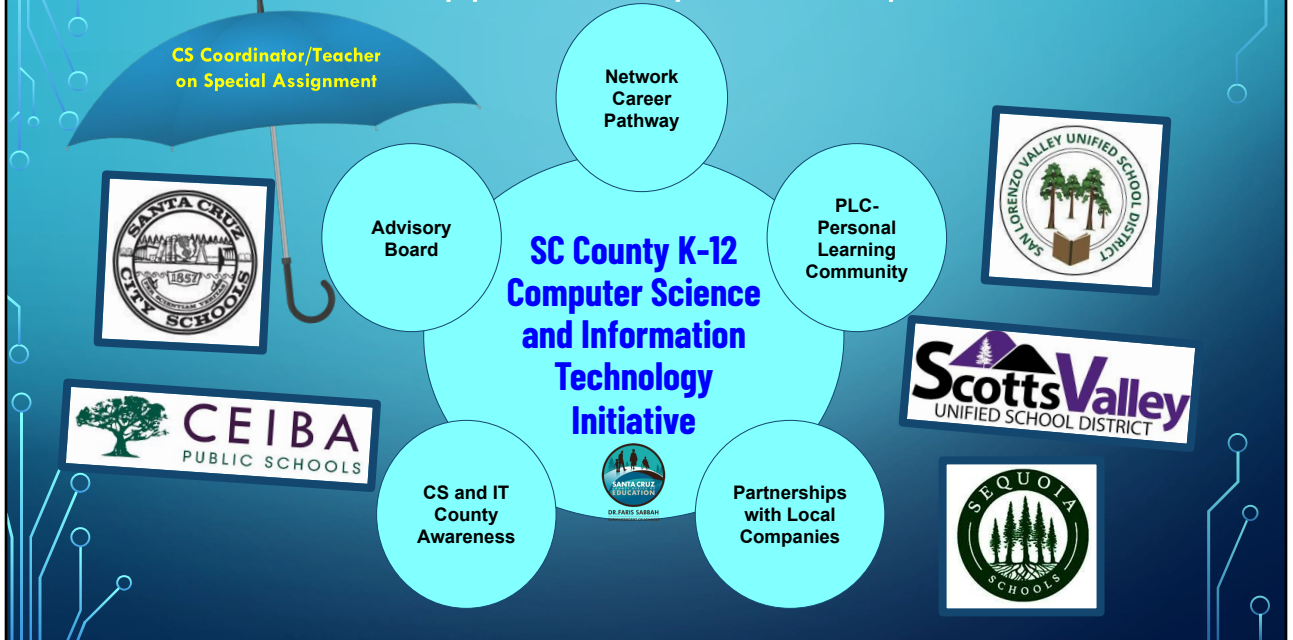 CS Coordinator/Teacher
on Special Assignment
Network
Career
Pathway
Advisory
Board
PLC-
Personal
Learning
Community
SC County K-12
Computer Science
and Information
Technology
Initiative
SANTA CRUZ
EDUCATION
DR.FARIS SABBAH
CS and IT
County
Awareness
Partnerships
with Local
Companies
SANTA CRUZ
1857
CITY SCHOOLS
CEIBA
PUBLIC SCHOOLS
SAN LORENZO VALLEY UNIFIED SCHOOL DISTRICT
Scotts Valley
UNIFIED SCHOOL DISTRICT
SEQUOIA
SCHOOLS